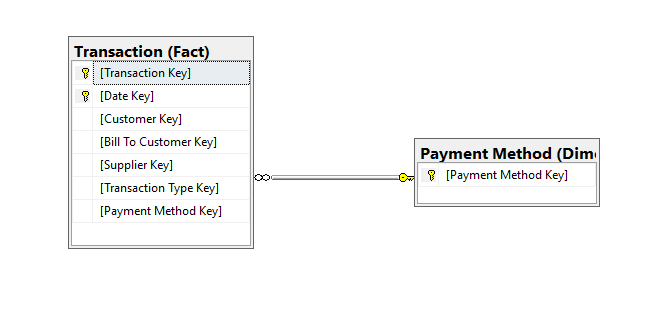 Transaction (Fact)
[Transaction Key]
[Date Key]
[Customer Key]
[Bill To Customer Key]
[Supplier Key]
[Transaction Type Key]
[Payment Method Key]
Payment Method (Dime
[Payment Method Key]